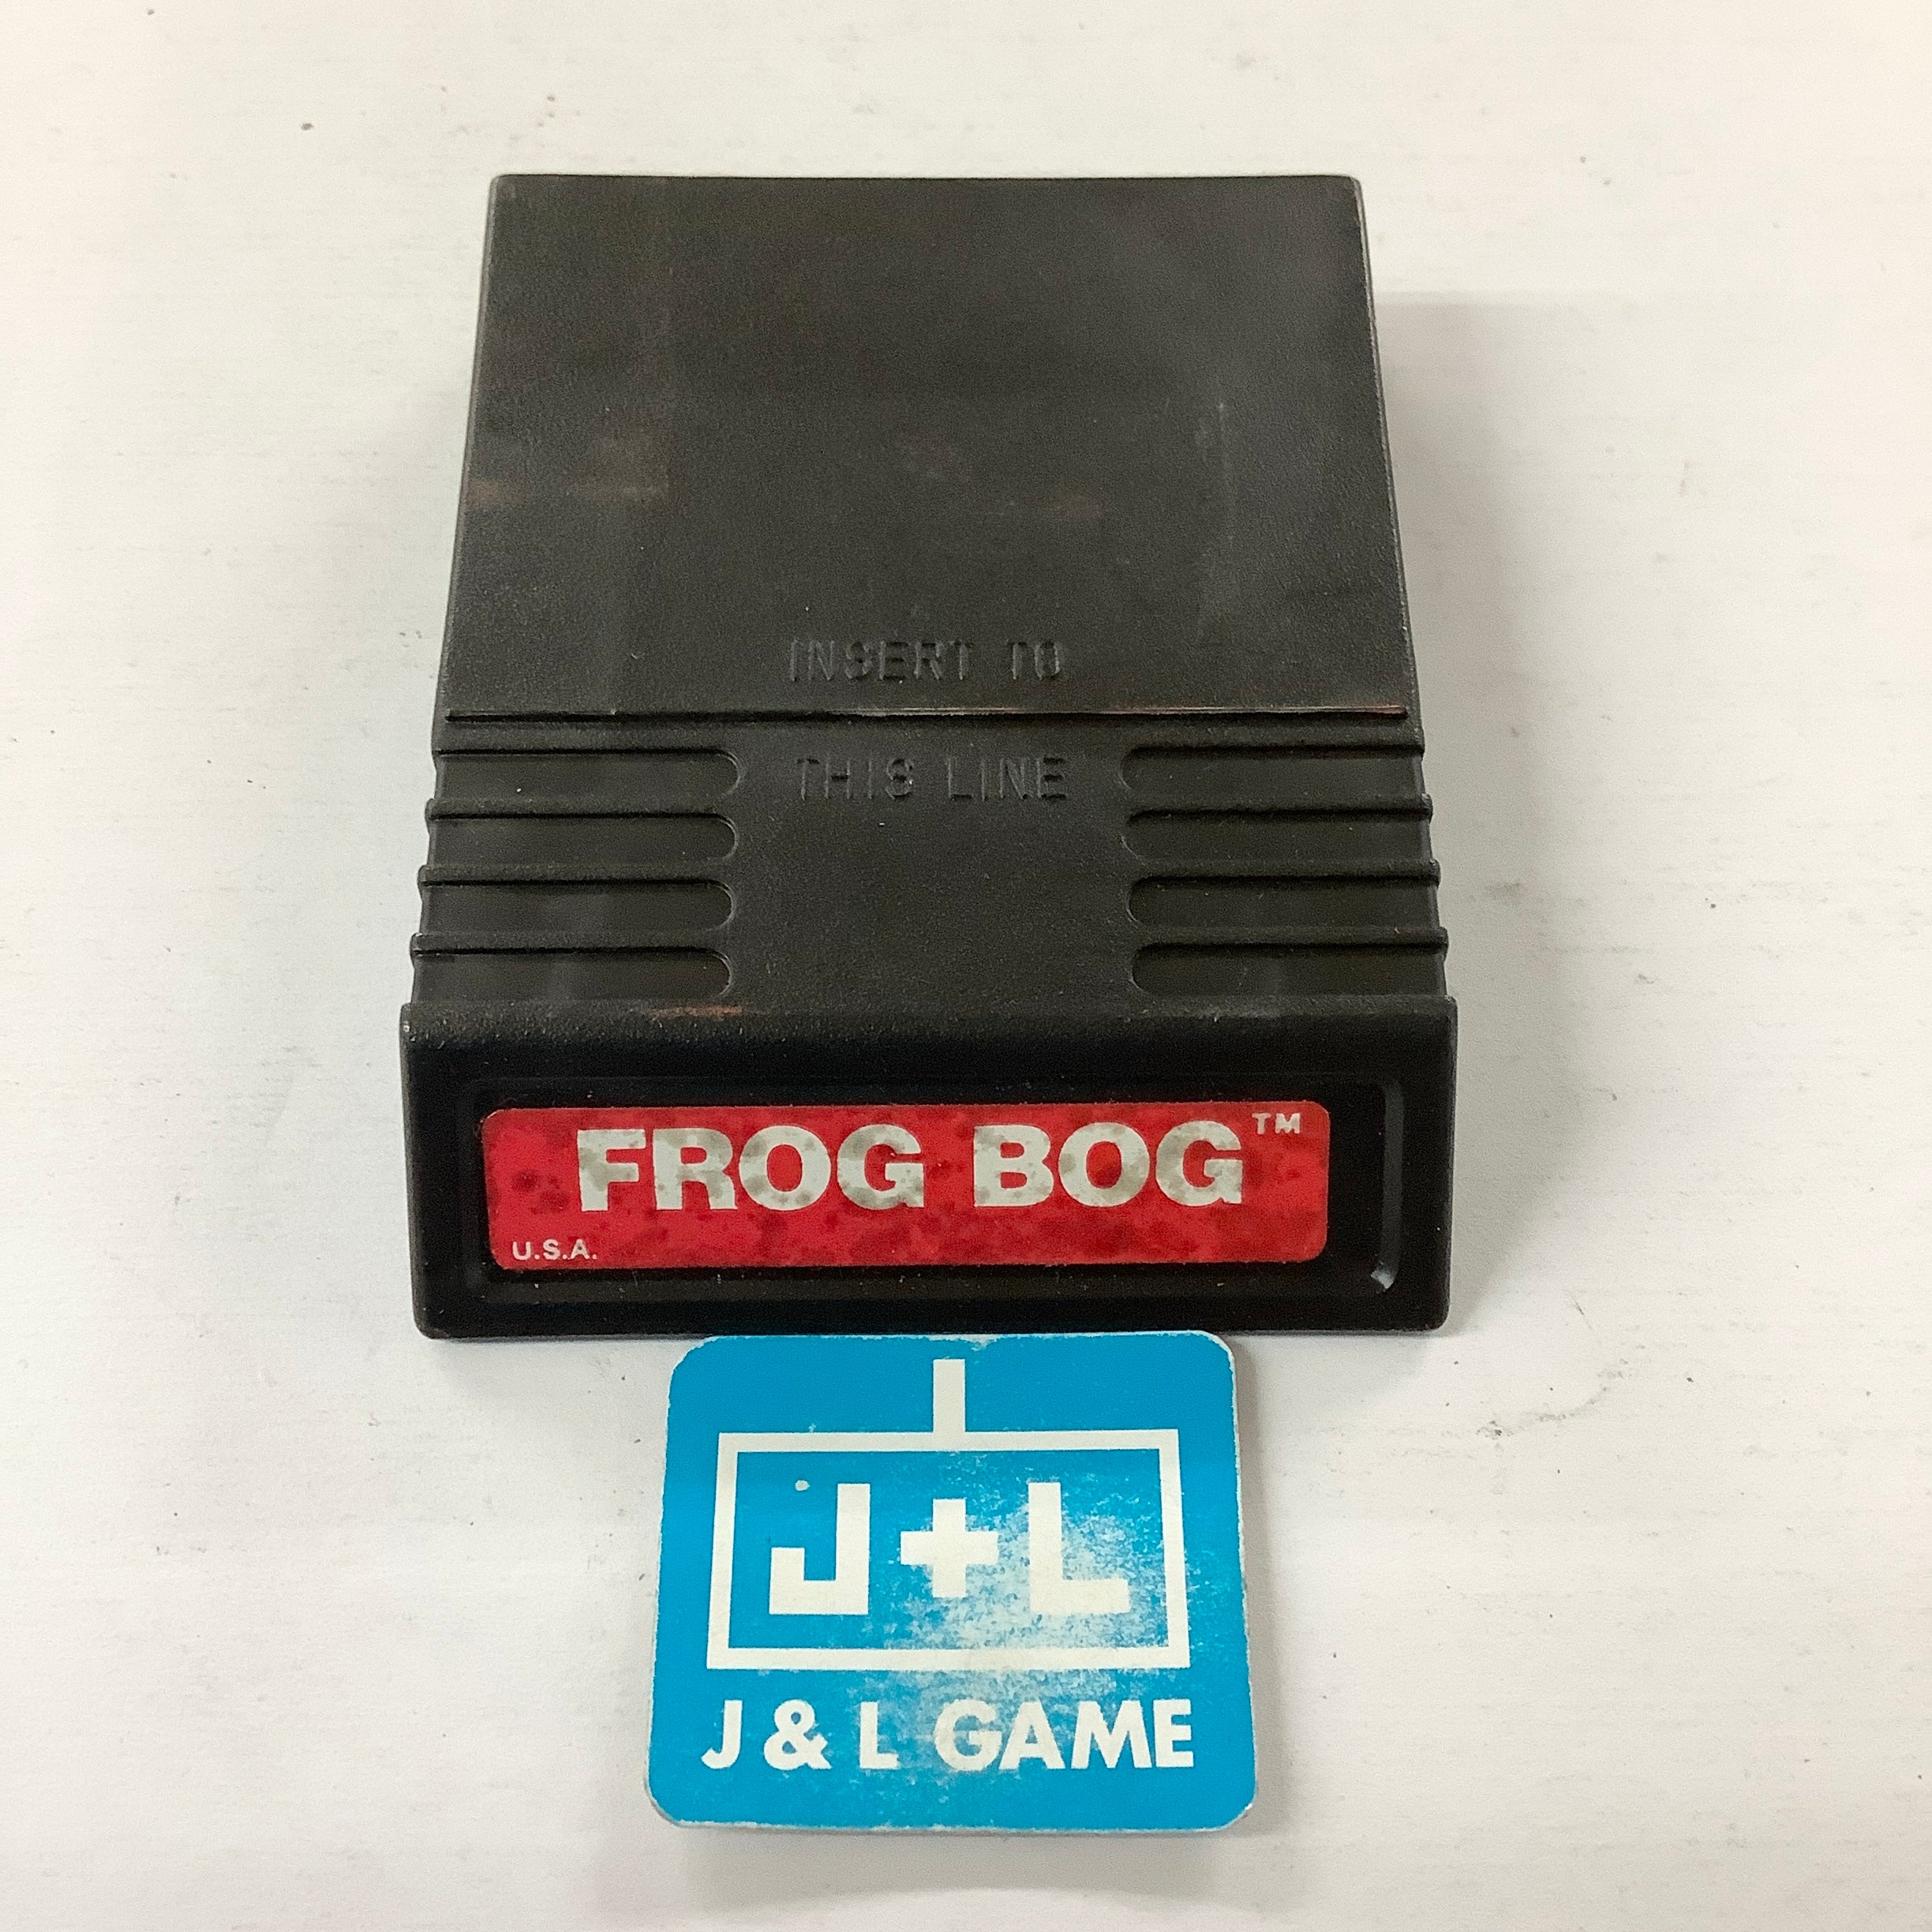 INSERT TO
THIS LINE
FROG BOG™
U.S.A.
J+L
J & L GAME